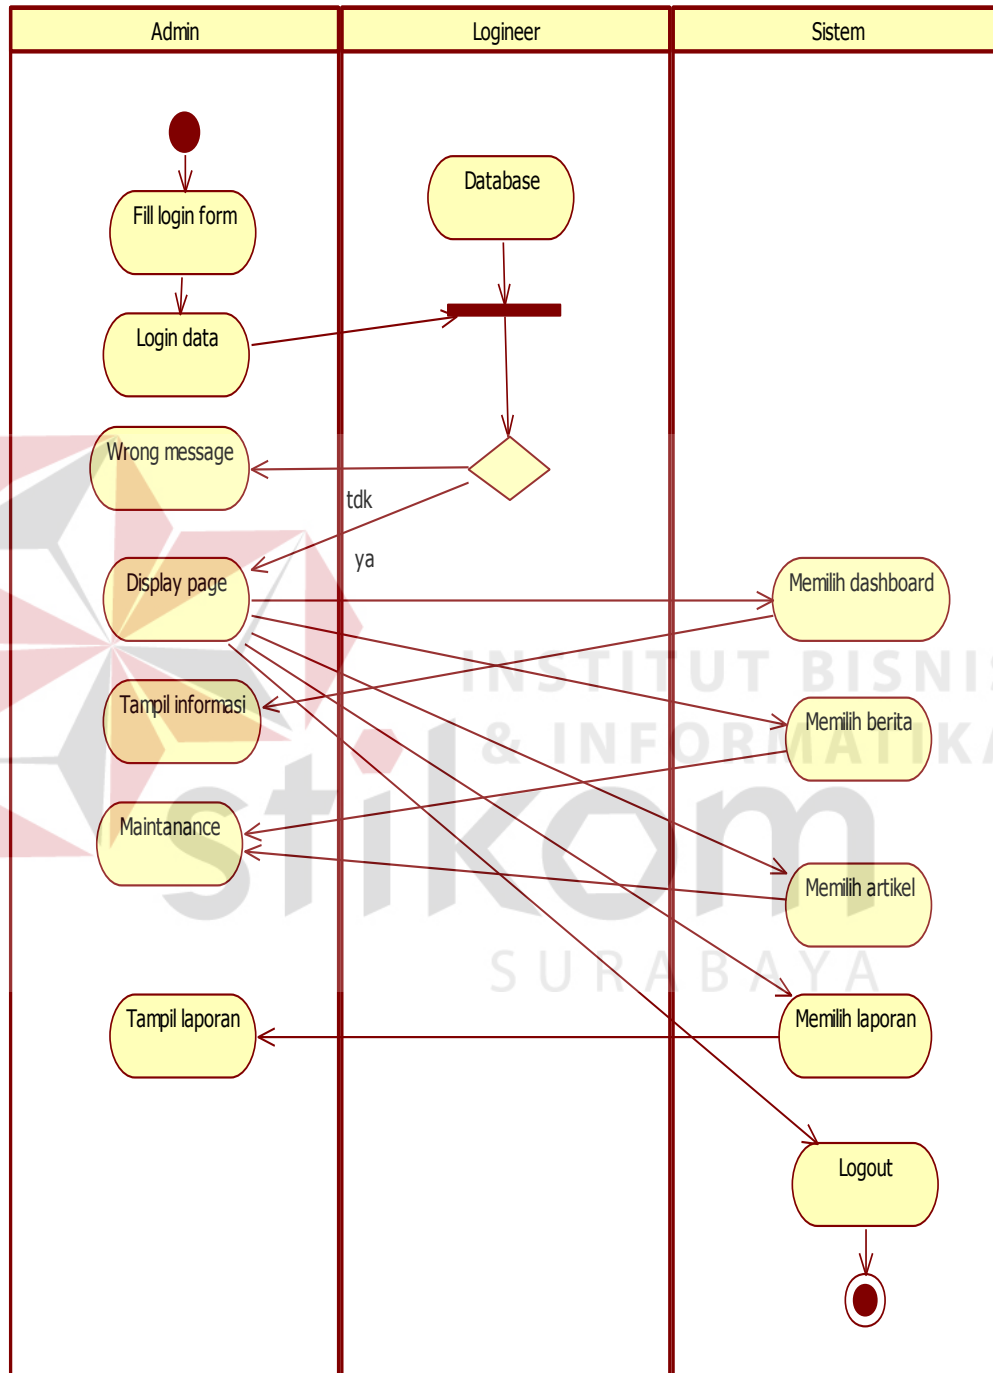 Admin
Logineer
Sistem
Database
Fill login form
Login data
Wrong message
tdk
ya
Display page
Memilih dashboard
Tampil informasi
Memilih berita
Maintanance
Memilih artikel
Tampil laporan
Memilih laporan
Logout
INSTITUT BISNIS
& INFORMATIKA
stikom
SURABAYA